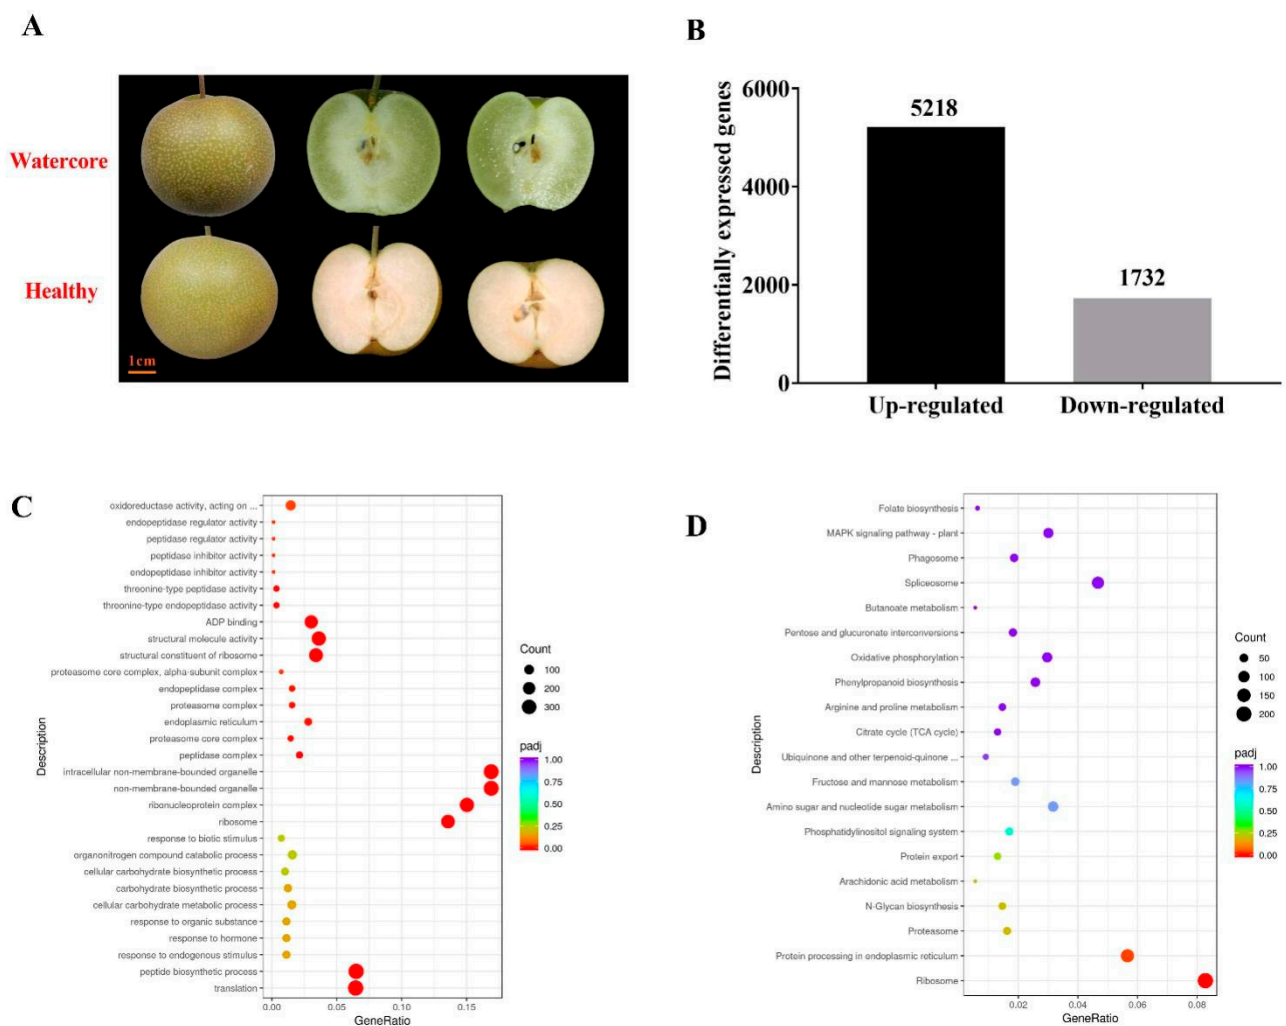 A
Watercore
Healthy
1cm
B
Differentially expressed genes
6000
4000
2000
0
5218
1732
Up-regulated
Down-regulated
C
Description
oxidoreductase activity, acting on ...
endopeptidase regulator activity
peptidase regulator activity
peptidase inhibitor activity
endopeptidase inhibitor activity
threonine-type peptidase activity
threonine-type endopeptidase activity
ADP binding
structural molecule activity
structural constituent of ribosome
proteasome core complex, alpha-subunit complex
endopeptidase complex
proteasome complex
endoplasmic reticulum
proteasome core complex
peptidase complex
intracellular non-membrane-bounded organelle
non-membrane-bounded organelle
ribonucleoprotein complex
ribosome
response to biotic stimulus
organonitrogen compound catabolic process
cellular carbohydrate biosynthetic process
carbohydrate biosynthetic process
cellular carbohydrate metabolic process
response to organic substance
response to hormone
response to endogenous stimulus
peptide biosynthetic process
translation
0.00 0.05 0.10 0.15
GeneRatio
Count
100
200
300
padj
1.00
0.75
0.50
0.25
0.00
D
Description
Folate biosynthesis
MAPK signaling pathway - plant
Phagosome
Spliceosome
Butanoate metabolism
Pentose and glucuronate interconversions
Oxidative phosphorylation
Phenylpropanoid biosynthesis
Arginine and proline metabolism
Citrate cycle (TCA cycle)
Ubiquinone and other terpenoid-quinone ...
Fructose and mannose metabolism
Amino sugar and nucleotide sugar metabolism
Phosphatidylinositol signaling system
Protein export
Arachidonic acid metabolism
N-Glycan biosynthesis
Proteasome
Protein processing in endoplasmic reticulum
Ribosome
0.02 0.04 0.06 0.08
GeneRatio
Count
50
100
150
200
padj
1.00
0.75
0.50
0.25
0.00